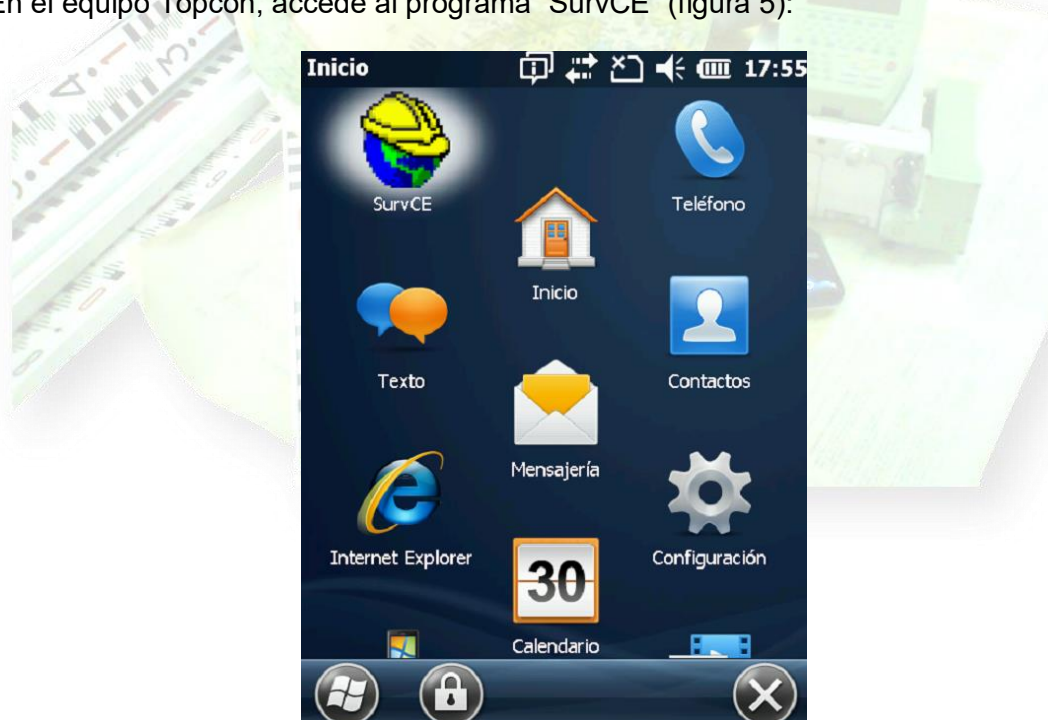 En el equipo Topcon, accede al programa "SurvCE" (figura 5):
Inicio 17:55
SurvCE
Teléfono
Inicio
Texto
Contactos
Mensajería
Internet Explorer
Configuración
30
Calendario